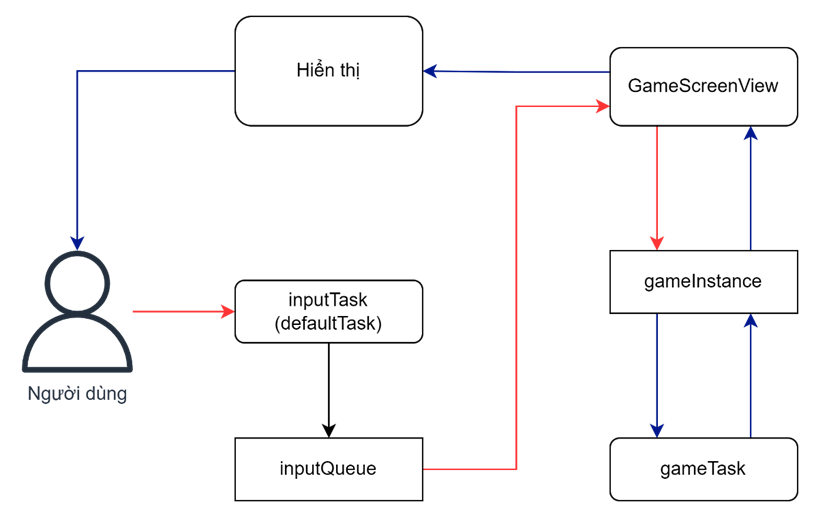 Hiển thị
GameScreenView
gameInstance
inputTask
(defaultTask)
Người dùng
inputQueue
gameTask